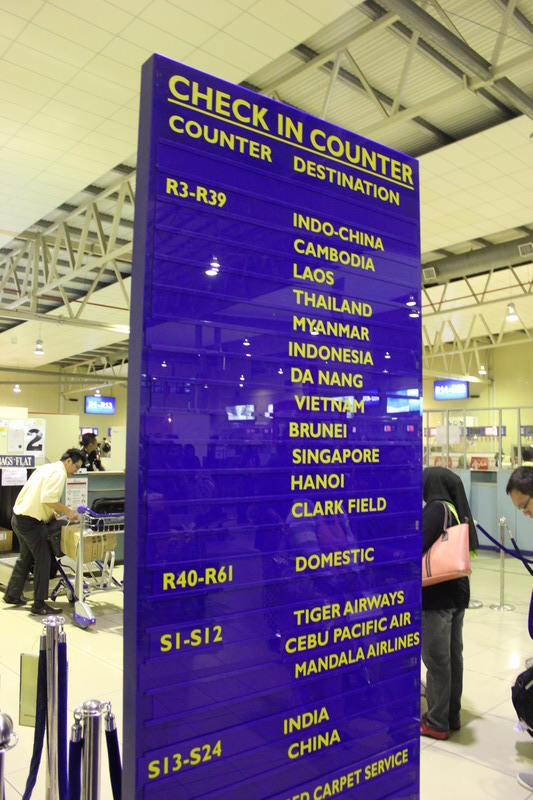 CHECK IN COUNTER
COUNTER DESTINATION
R3-R39
INDO-CHINA
CAMBODIA
LAOS
THAILAND
MYANMAR
INDONESIA
DA NANG
VIETNAM
BRUNEI
SINGAPORE
HANOI
CLARK FIELD
R40-R61 DOMESTIC
S1-S12 TIGER AIRWAYS
CEBU PACIFIC AIR
MANDALA AIRLINES
S13-S24 INDIA
CHINA
CARPET SERVICE
2